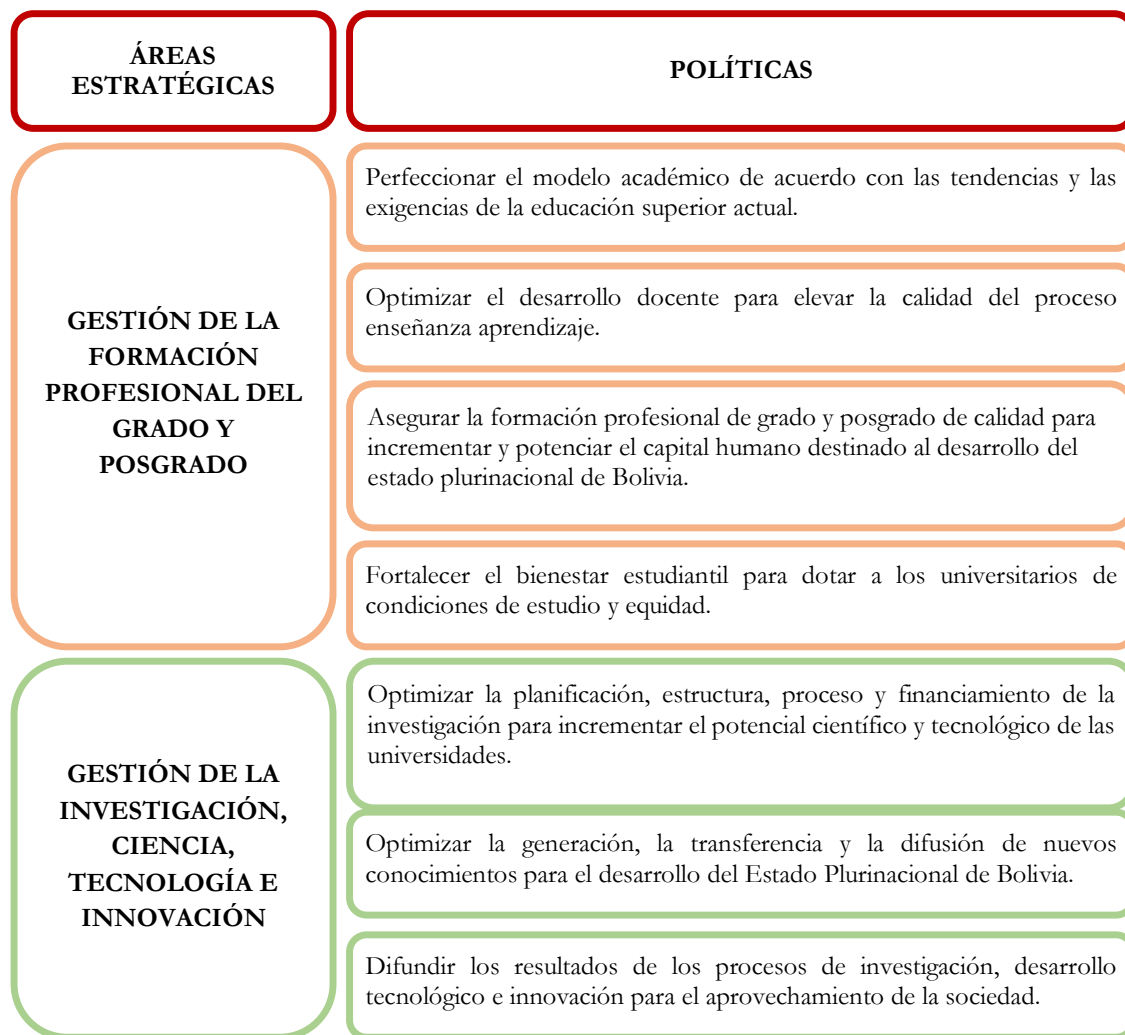 ÁREAS
ESTRATÉGICAS
POLÍTICAS
GESTIÓN DE LA
FORMACIÓN
PROFESIONAL DEL
GRADO Y
POSGRADO
Perfeccionar el modelo académico de acuerdo con las tendencias y las
exigencias de la educación superior actual.
Optimizar el desarrollo docente para elevar la calidad del proceso
enseñanza aprendizaje.
Asegurar la formación profesional de grado y posgrado de calidad para
incrementar y potenciar el capital humano destinado al desarrollo del
estado plurinacional de Bolivia.
Fortalecer el bienestar estudiantil para dotar a los universitarios de
condiciones de estudio y equidad.
GESTIÓN DE LA
INVESTIGACIÓN,
CIENCIA,
TECNOLOGÍA E
INNOVACIÓN
Optimizar la planificación, estructura, proceso y financiamiento de la
investigación para incrementar el potencial científico y tecnológico de las
universidades.
Optimizar la generación, la transferencia y la difusión de nuevos
conocimientos para el desarrollo del Estado Plurinacional de Bolivia.
Difundir los resultados de los procesos de investigación, desarrollo
tecnológico e innovación para el aprovechamiento de la sociedad.